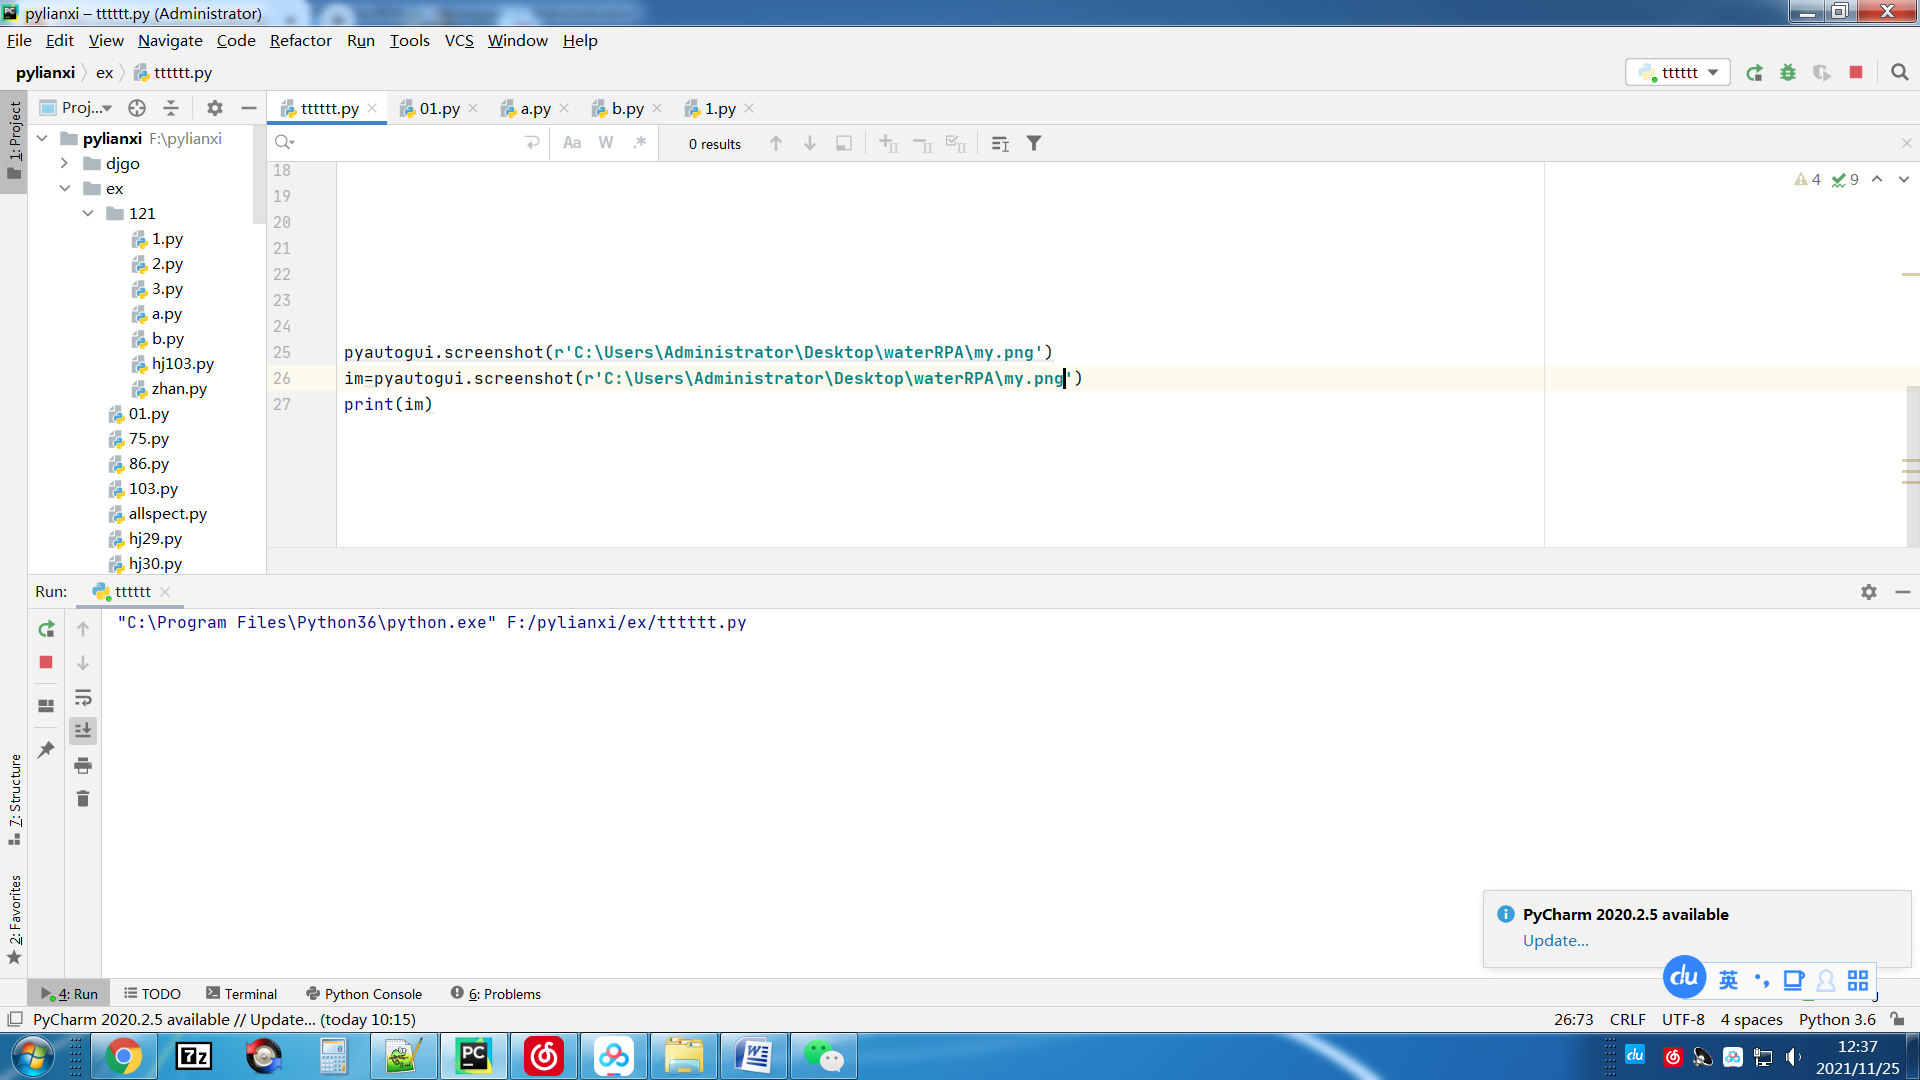 pylianxi – tttttt.py (Administrator)
File Edit View Navigate Code Refactor Run Tools VCS Window Help
pylianxi ex tttttt.py
tttttt
1: Project
Proj...
tttttt.py 01.py a.py b.py 1.py
pylianxi F:\pylianxi
djgo
ex
121
1.py
2.py
3.py
a.py
b.py
hj103.py
zhan.py
01.py
75.py
86.py
103.py
allspect.py
hj29.py
hj30.py
Aa W .* 0 results
4 9
18
19
20
21
22
23
24
25 pyautogui.screenshot(r'C:\Users\Administrator\Desktop\waterRPA\my.png')
26 im=pyautogui.screenshot(r'C:\Users\Administrator\Desktop\waterRPA\my.png')
27 print(im)
Run: tttttt
"C:\Program Files\Python36\python.exe" F:/pylianxi/ex/tttttt.py
7: Structure
2: Favorites
PyCharm 2020.2.5 available
Update...
du 英
4: Run TODO Terminal Python Console 6: Problems
PyCharm 2020.2.5 available // Update... (today 10:15)
26:73 CRLF UTF-8 4 spaces Python 3.6
7z PC W du
12:37
2021/11/25